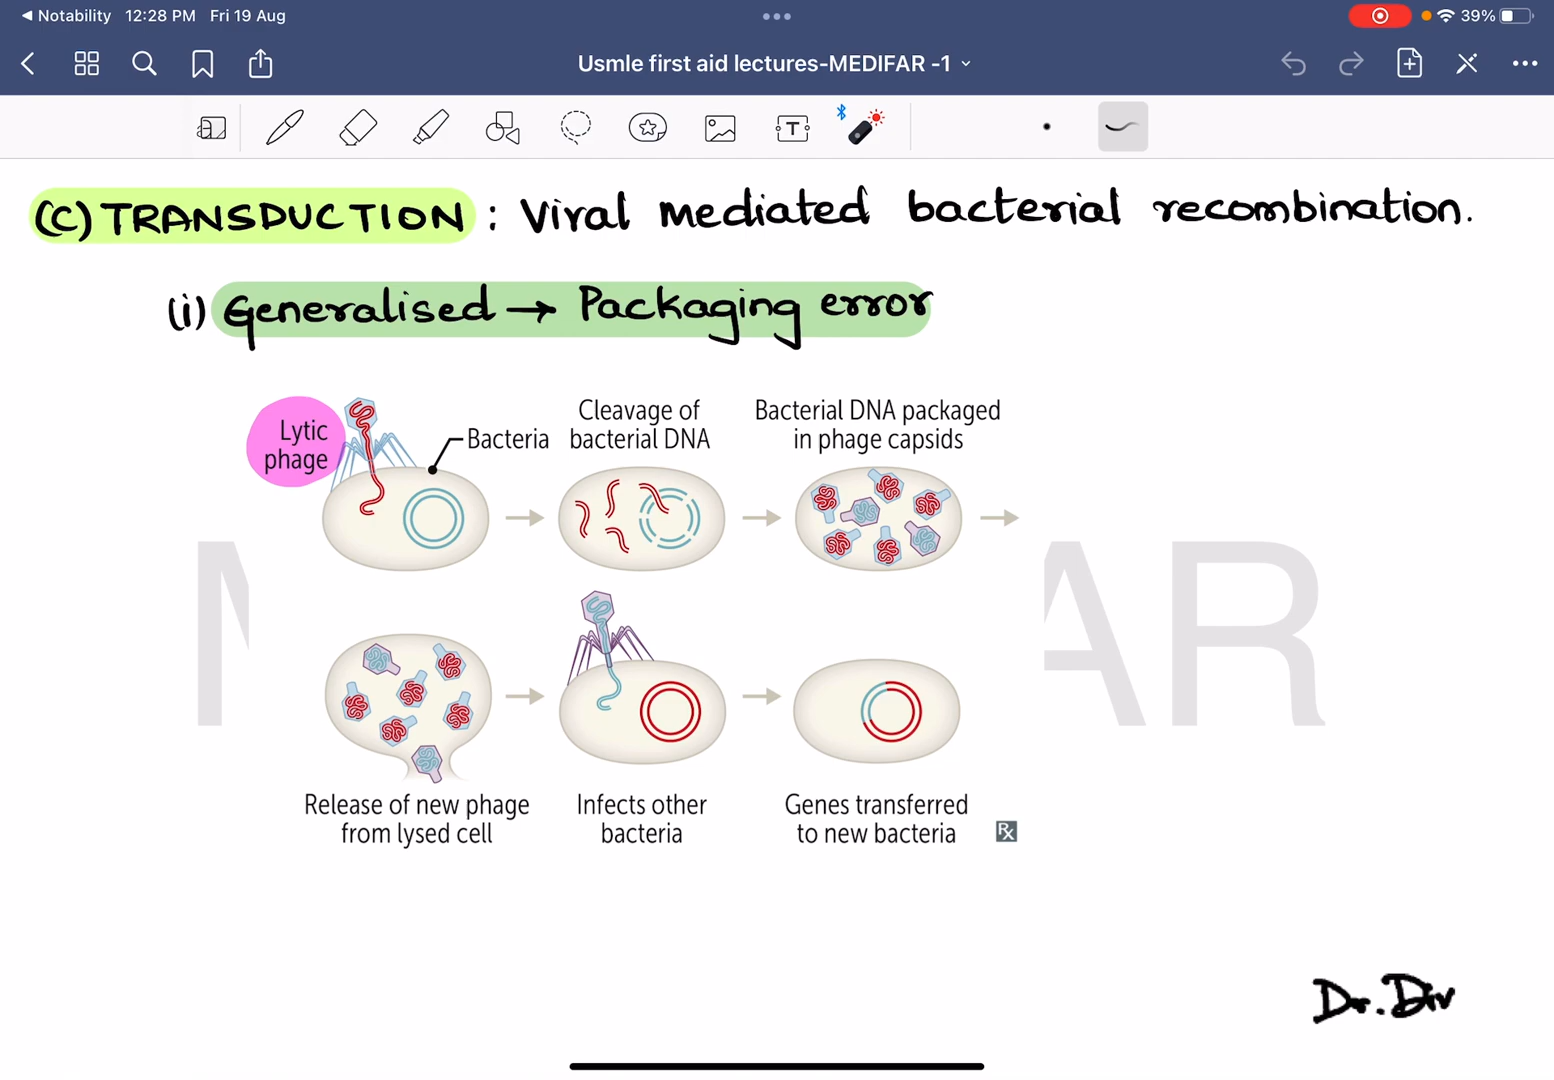 Notability 12:28 PM Fri 19 Aug
39%
Usmle first aid lectures-MEDIFAR -1
T
(C) TRANSDUCTION : Viral mediated bacterial recombination.
(i) Generalised → Packaging error
Lytic
phage
Bacteria
Cleavage of
bacterial DNA
Bacterial DNA packaged
in phage capsids
Release of new phage
from lysed cell
Infects other
bacteria
Genes transferred
to new bacteria
Rx
M AR
Dr. Div